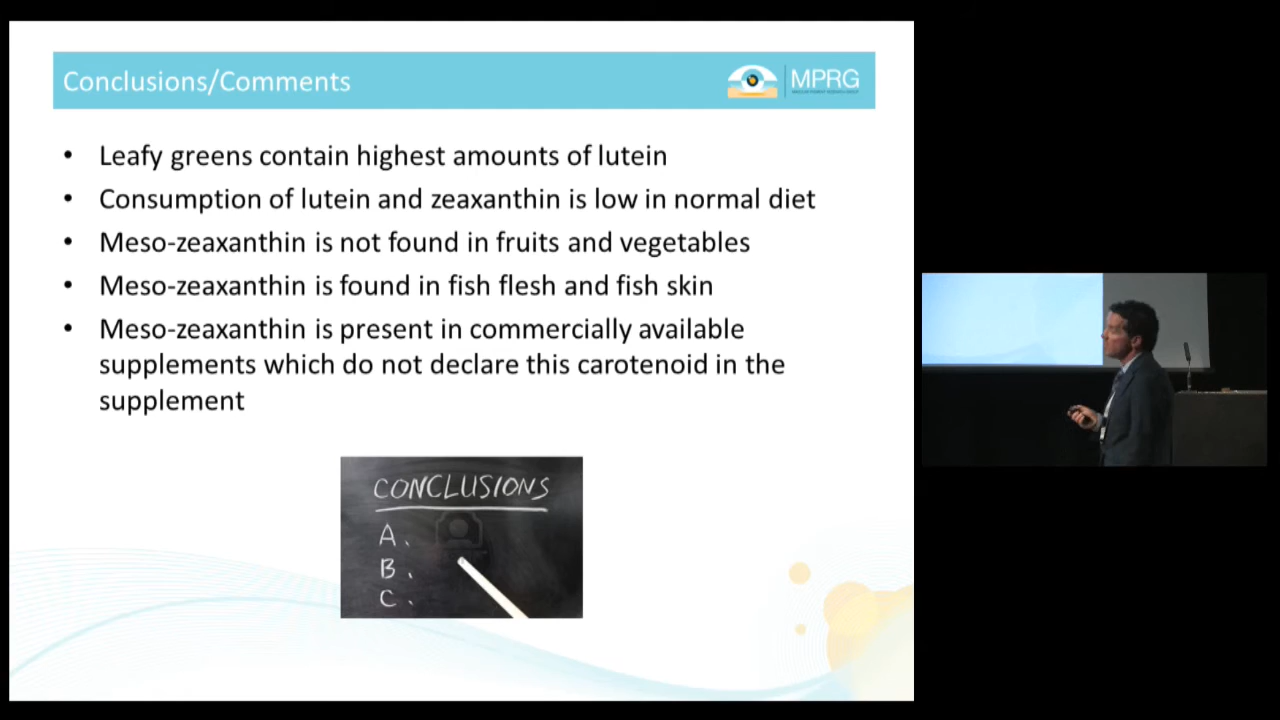 Conclusions/Comments
MPRG
• Leafy greens contain highest amounts of lutein
• Consumption of lutein and zeaxanthin is low in normal diet
• Meso-zeaxanthin is not found in fruits and vegetables
• Meso-zeaxanthin is found in fish flesh and fish skin
• Meso-zeaxanthin is present in commercially available
supplements which do not declare this carotenoid in the
supplement
CONCLUSIONS
A.
B.
C.